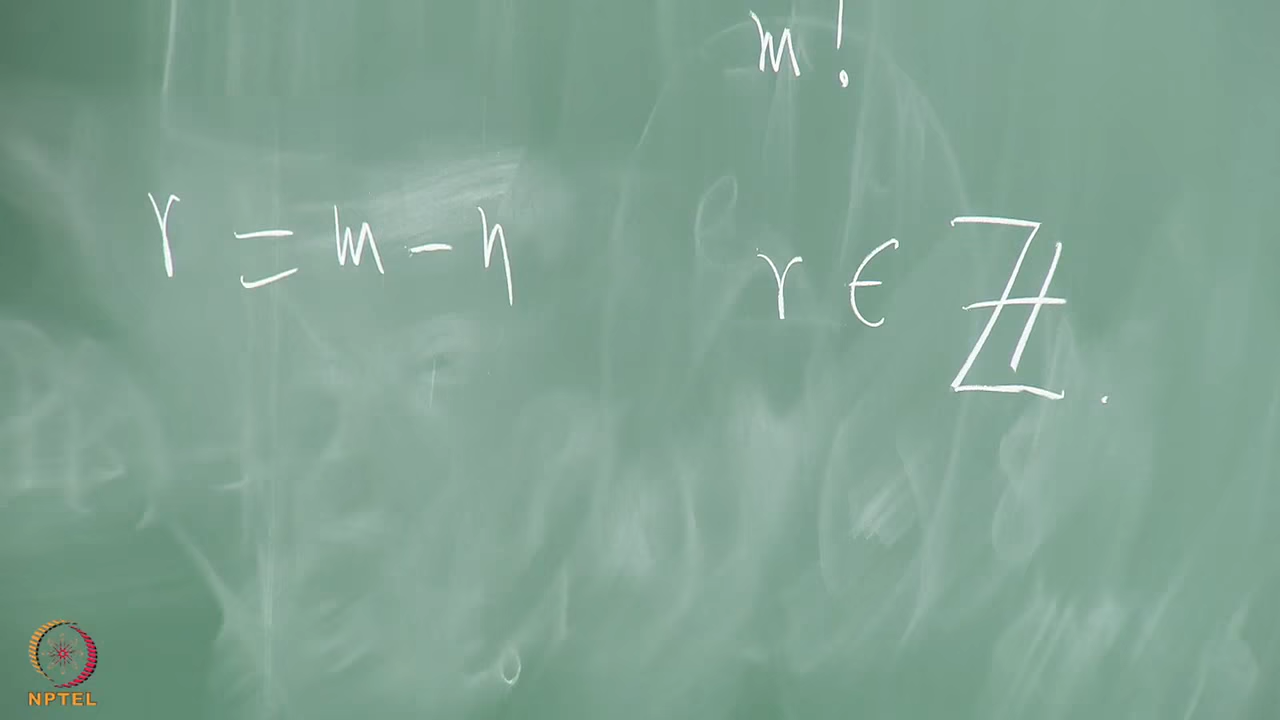 m!
r = m - n r ∈ ℤ.
NPTEL